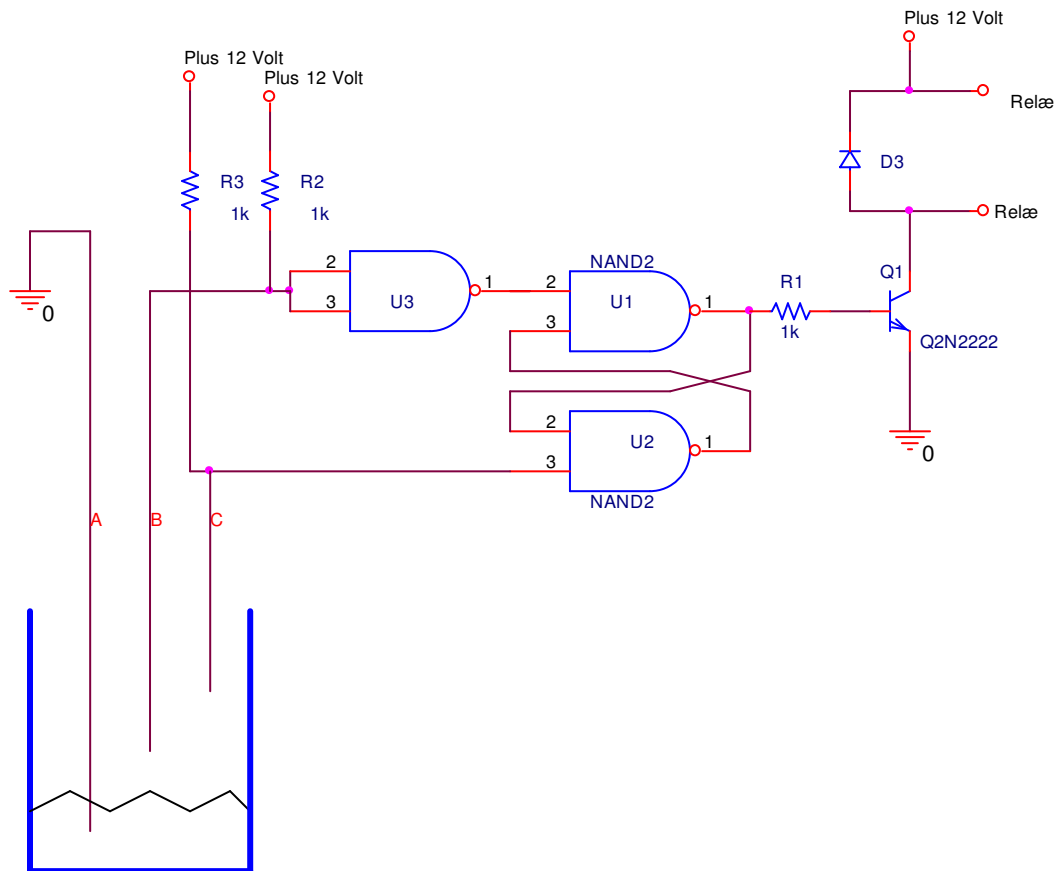 Plus 12 Volt
Plus 12 Volt
Plus 12 Volt
Relæ
D3
R3
R2
1k
1k
Relæ
NAND2
Q1
2
3
U3
1
2
3
U1
1
R1
1k
Q2N2222
0
2
3
U2
1
NAND2
0
A
B
C